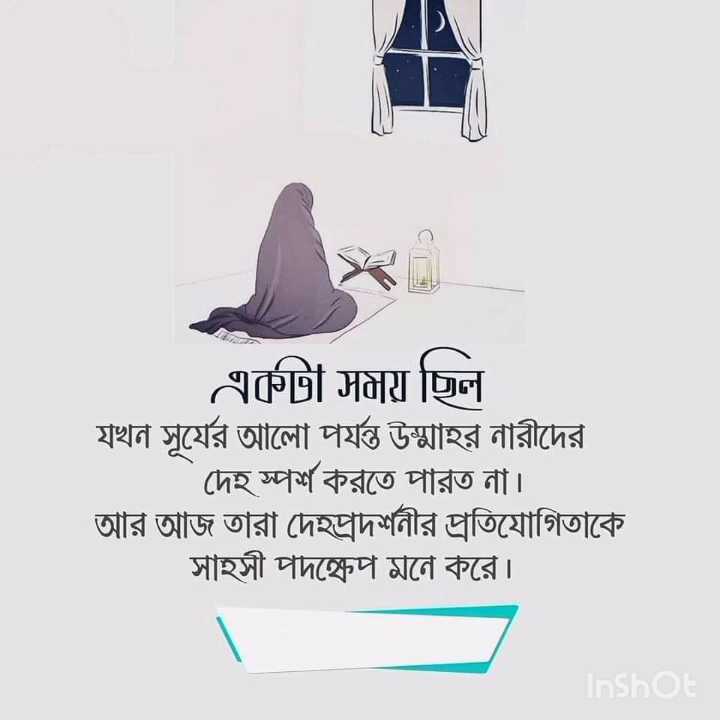 একটা সময় ছিল
যখন সূর্যের আলো পর্যন্ত উম্মাহর নারীদের
দেহ স্পর্শ করতে পারত না।
আর আজ তারা দেহপ্রদর্শনীর প্রতিযোগিতাকে
সাহসী পদক্ষেপ মনে করে।
InShOt